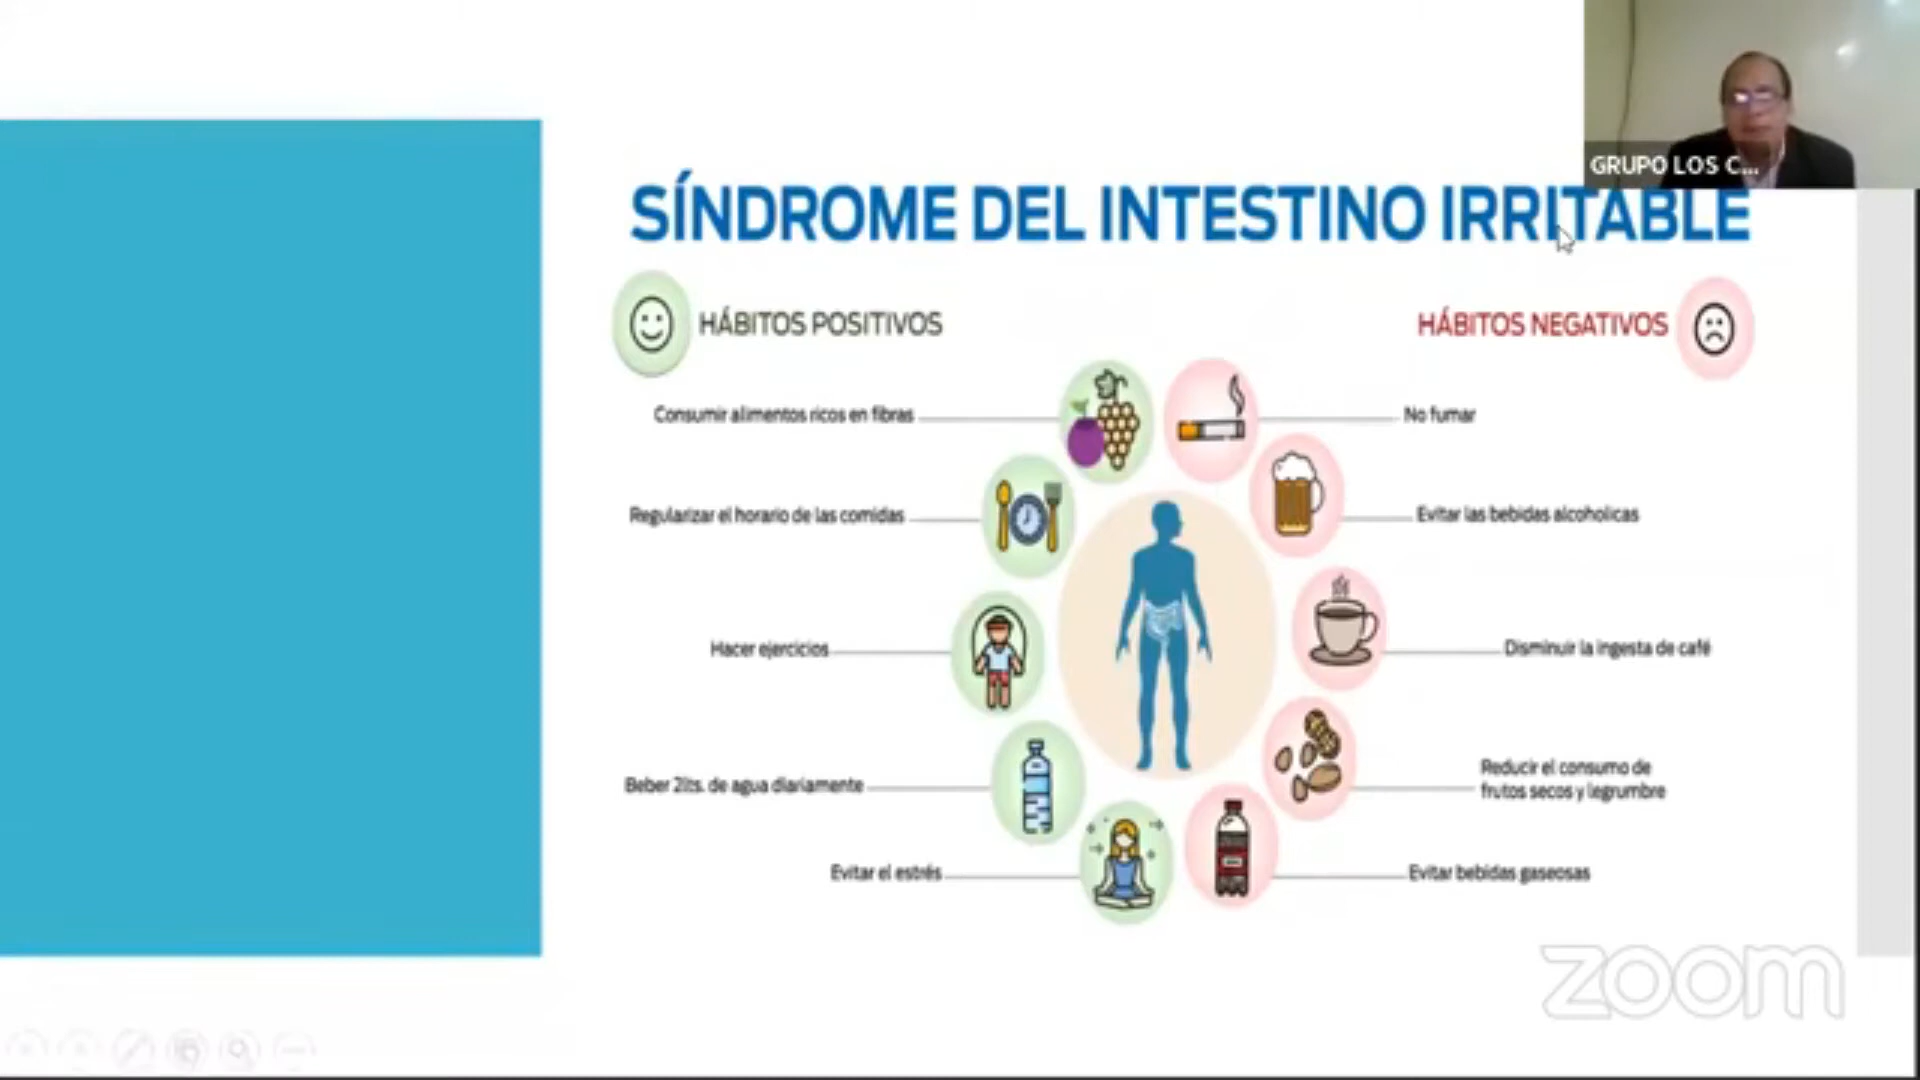 GRUPO LOS C...
SÍNDROME DEL INTESTINO IRRITABLE
HÁBITOS POSITIVOS
HÁBITOS NEGATIVOS
Consumir alimentos ricos en fibras
No fumar
Regularizar el horario de las comidas
Evitar las bebidas alcoholicas
Hacer ejercicios
Disminuir la ingesta de café
Beber 2lts. de agua diariamente
Reducir el consumo de
frutos secos y legrumbre
Evitar el estrés
Evitar bebidas gaseosas
zoom